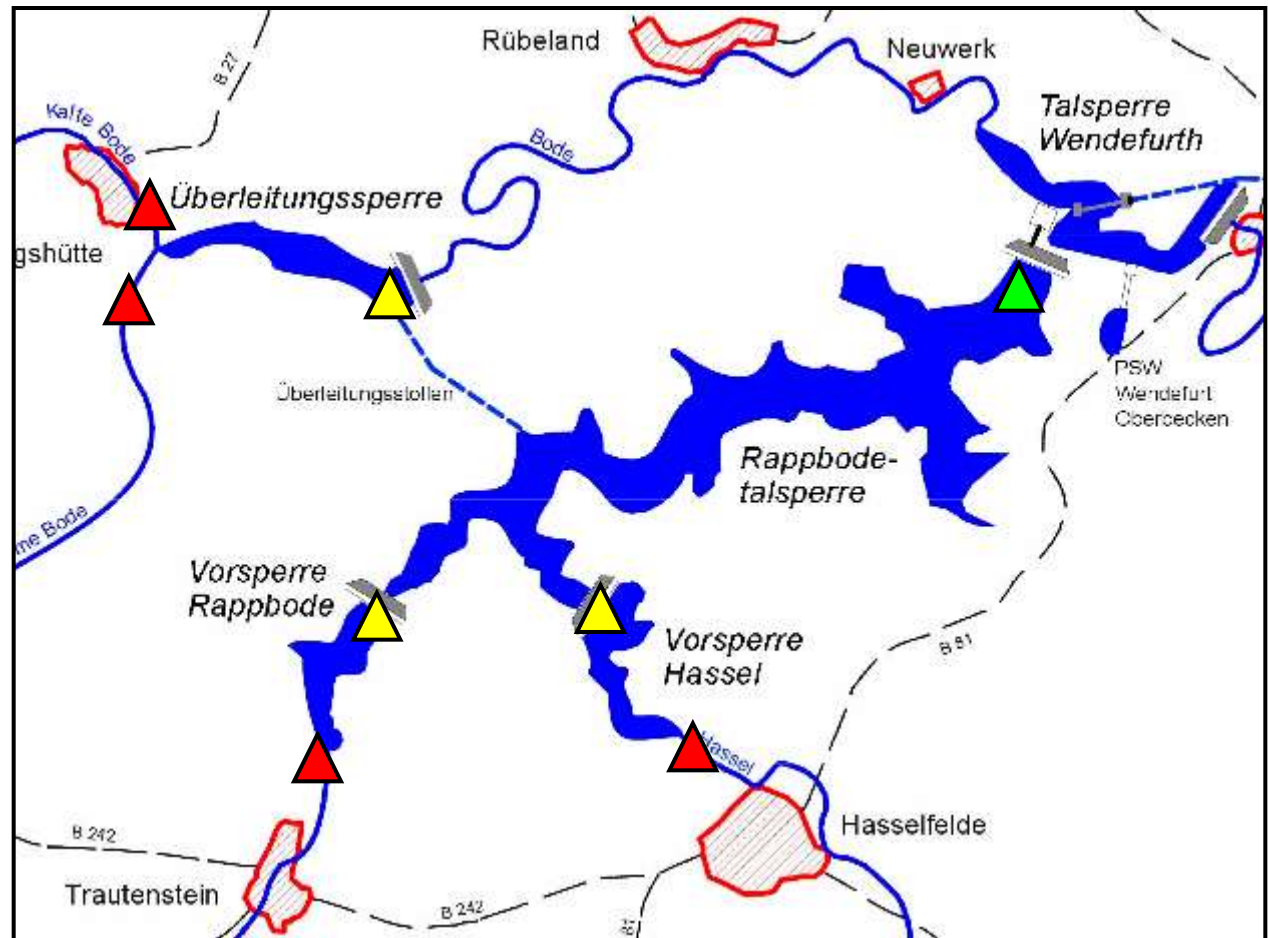 Rübeland
Neuwerk
B 27
Kalte Bode
Bode
Talsperre
Wendefurth
Überleitungssperre
gshütte
Überleitungsstollen
PSW
Wendefurt
Oberbecken
Rappbode-
talsperre
me Bode
Vorsperre
Rappbode
Vorsperre
Hassel
B 81
Hassel
Hasselfelde
B 242
Trautenstein
B 242